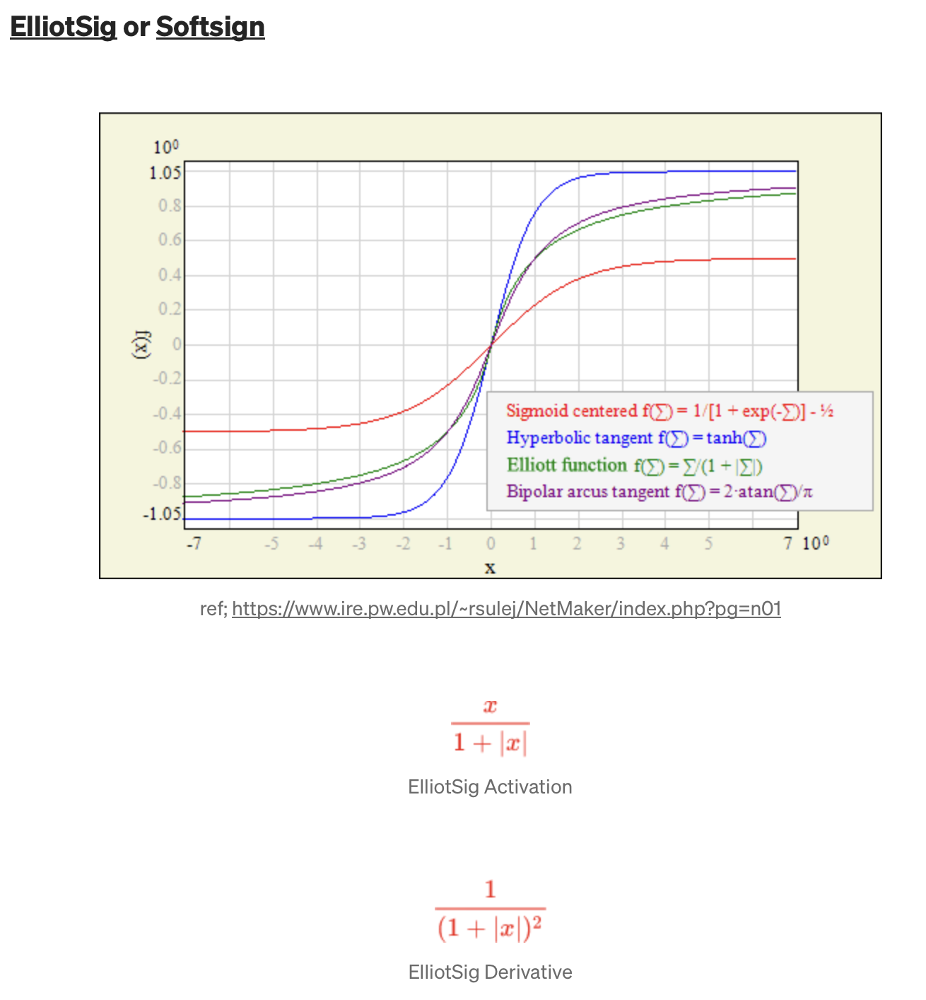 ElliotSig or Softsign
10⁰
1.05
0.8
0.6
0.4
0.2
0
-0.2
-0.4
-0.6
-0.8
-1.05
f(x)
Sigmoid centered f(∑) = 1/[1 + exp(-∑)] - ½
Hyperbolic tangent f(∑) = tanh(∑)
Elliott function f(∑) = ∑/(1 + |∑|)
Bipolar arcus tangent f(∑) = 2·atan(∑)/π
-7 -5 -4 -3 -2 -1 0 1 2 3 4 5 7 10⁰
x
ref; https://www.ire.pw.edu.pl/~rsulej/NetMaker/index.php?pg=n01
x
1 + |x|
ElliotSig Activation
1
(1 + |x|)²
ElliotSig Derivative